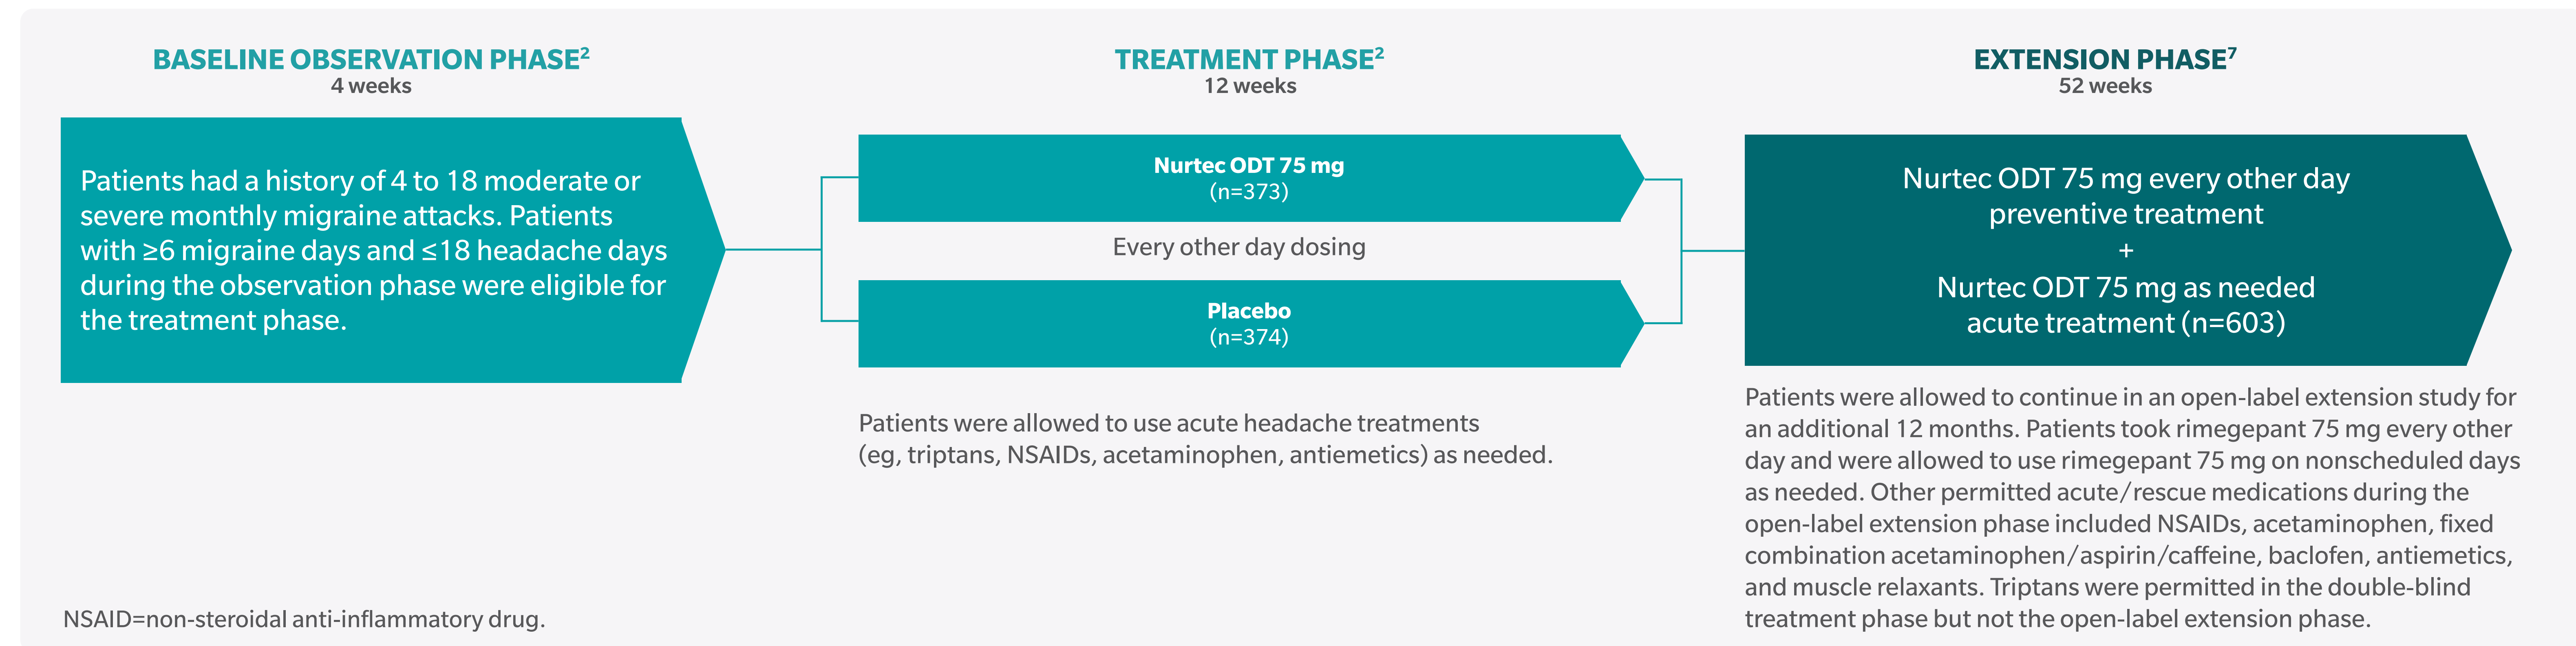 BASELINE OBSERVATION PHASE²
4 weeks
Patients had a history of 4 to 18 moderate or
severe monthly migraine attacks. Patients
with ≥6 migraine days and ≤18 headache days
during the observation phase were eligible for
the treatment phase.
TREATMENT PHASE²
12 weeks
Nurtec ODT 75 mg
(n=373)
Every other day dosing
Placebo
(n=374)
Patients were allowed to use acute headache treatments
(eg, triptans, NSAIDs, acetaminophen, antiemetics) as needed.
EXTENSION PHASE⁷
52 weeks
Nurtec ODT 75 mg every other day
preventive treatment
+
Nurtec ODT 75 mg as needed
acute treatment (n=603)
Patients were allowed to continue in an open-label extension study for
an additional 12 months. Patients took rimegepant 75 mg every other
day and were allowed to use rimegepant 75 mg on nonscheduled days
as needed. Other permitted acute/rescue medications during the
open-label extension phase included NSAIDs, acetaminophen, fixed
combination acetaminophen/aspirin/caffeine, baclofen, antiemetics,
and muscle relaxants. Triptans were permitted in the double-blind
treatment phase but not the open-label extension phase.
NSAID=non-steroidal anti-inflammatory drug.